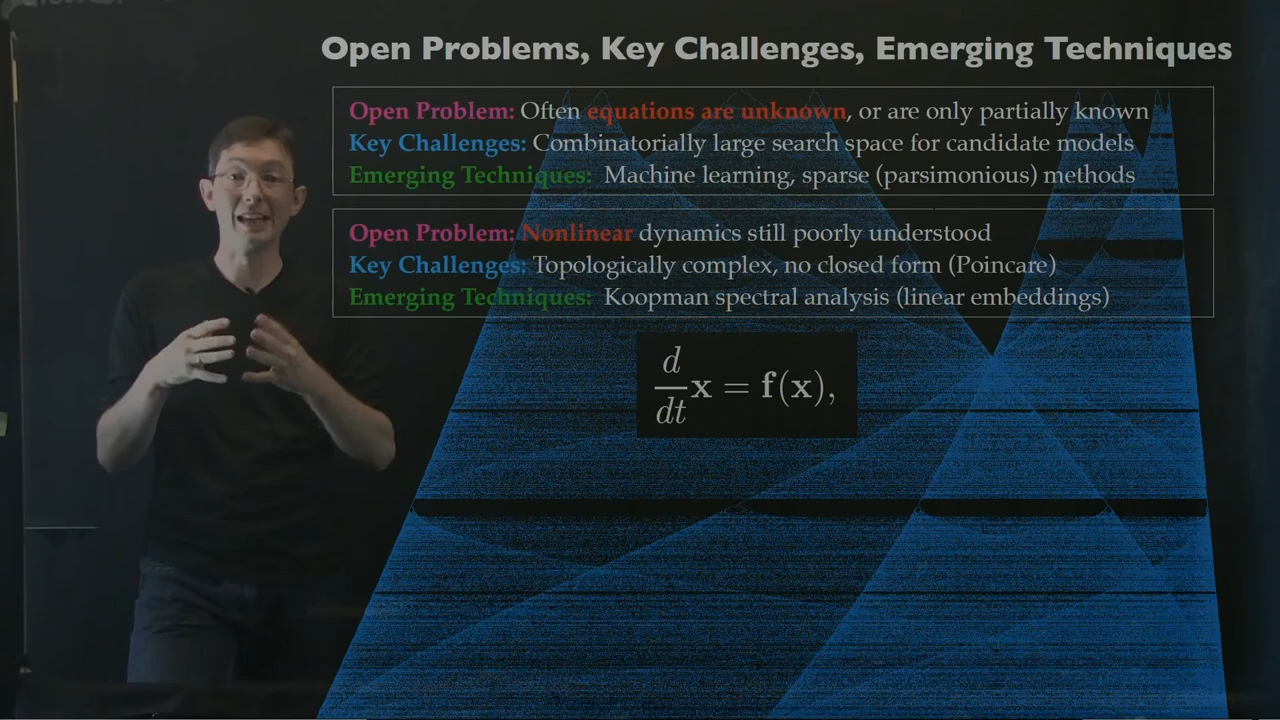 Open Problems, Key Challenges, Emerging Techniques
Open Problem: Often equations are unknown, or are only partially known
Key Challenges: Combinatorially large search space for candidate models
Emerging Techniques: Machine learning, sparse (parsimonious) methods
Open Problem: Nonlinear dynamics still poorly understood
Key Challenges: Topologically complex, no closed form (Poincare)
Emerging Techniques: Koopman spectral analysis (linear embeddings)
d/dt x = f(x),